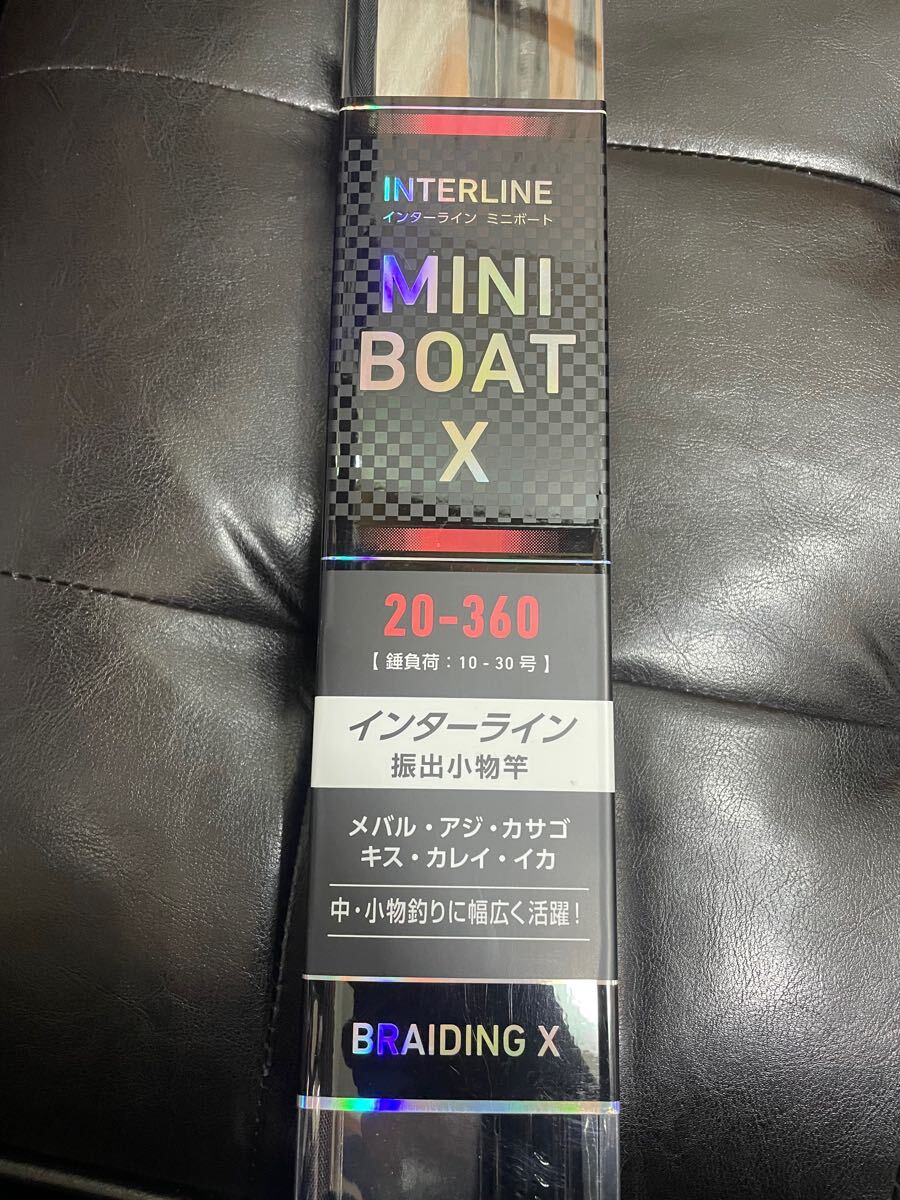 INTERLINE
インターライン ミニボート
MINI
BOAT
X
20-360
【 錘負荷：10 - 30 号 】
インターライン
振出小物竿
メバル・アジ・カサゴ
キス・カレイ・イカ
中・小物釣りに幅広く活躍！
BRAIDING X